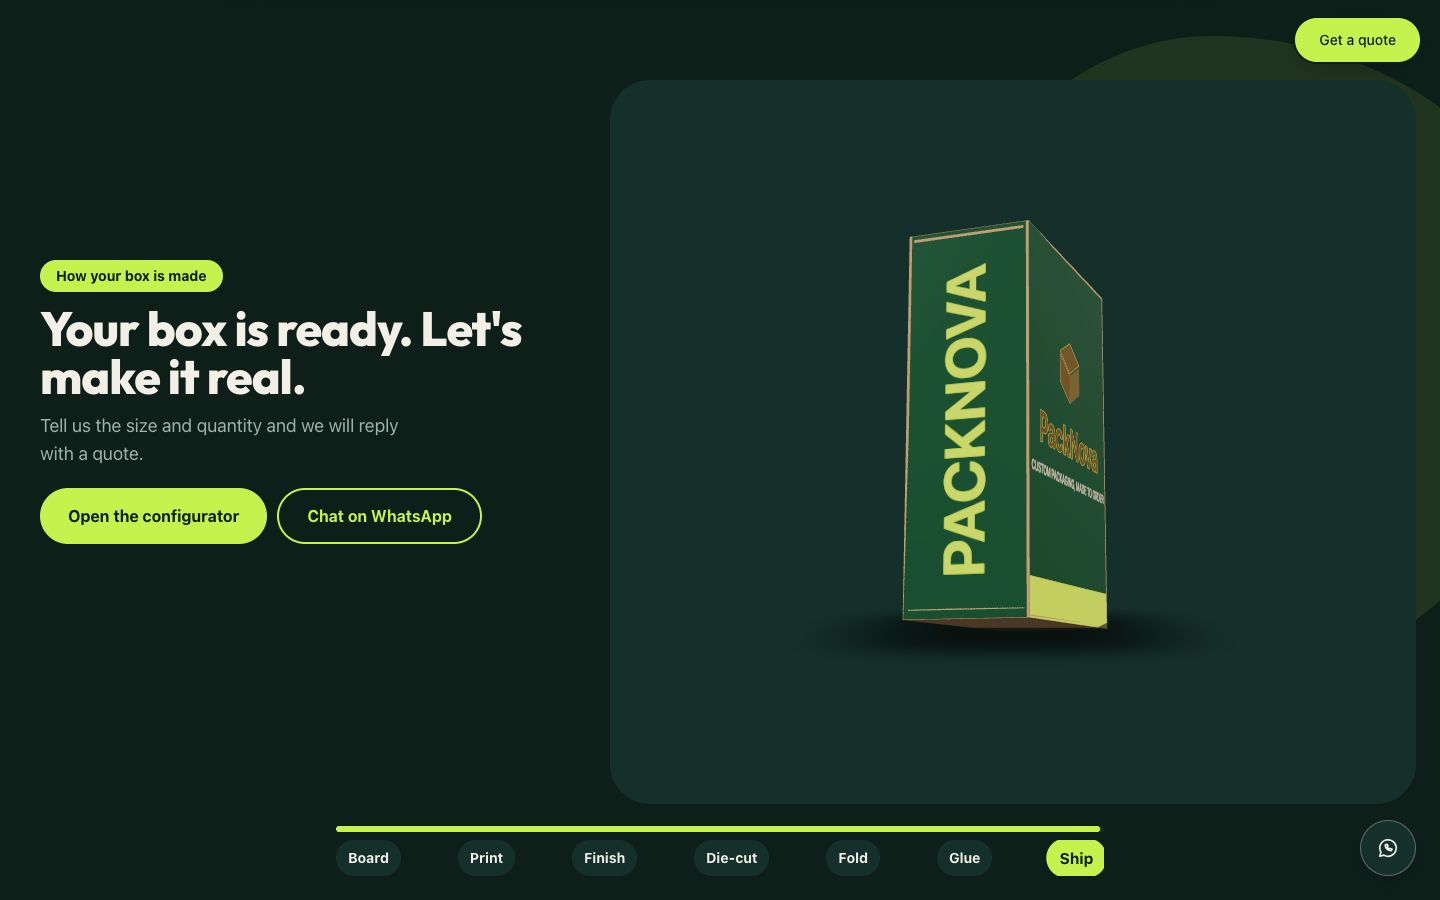 Get a quote
How your box is made
Your box is ready. Let's
make it real.
Tell us the size and quantity and we will reply
with a quote.
Open the configurator
Chat on WhatsApp
PACKNOVA
PackNova
CUSTOM PACKAGING, MADE TO ORDER
Board
Print
Finish
Die-cut
Fold
Glue
Ship